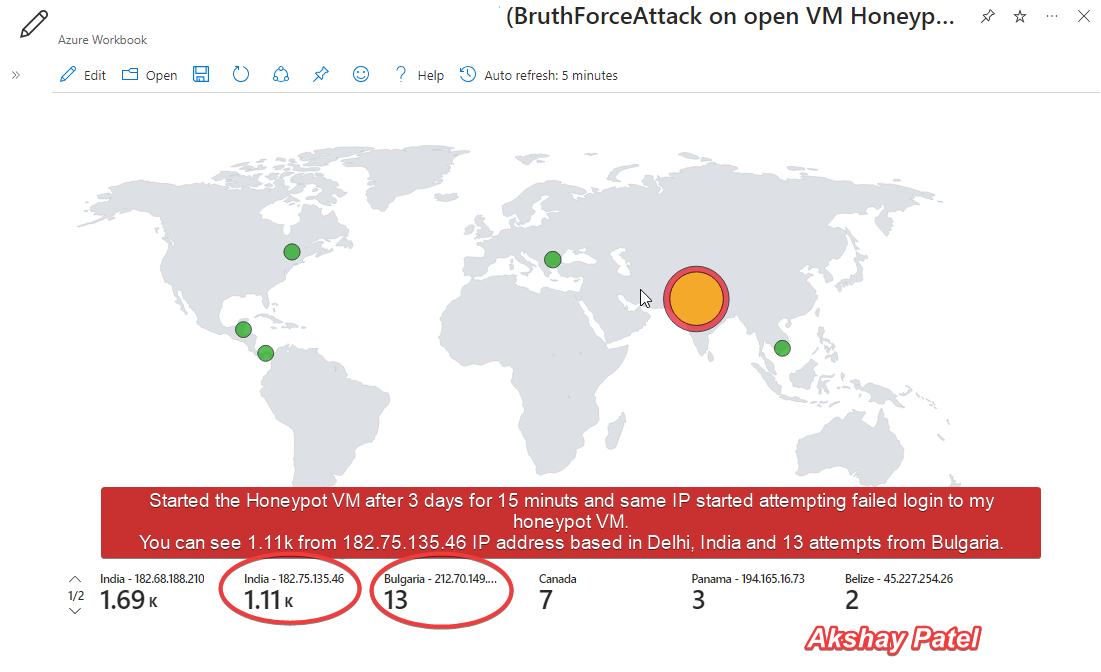 (BruthForceAttack on open VM Honeyp...
Azure Workbook
Edit Open Help Auto refresh: 5 minutes
Started the Honeypot VM after 3 days for 15 minuts and same IP started attempting failed login to my
honeypot VM.
You can see 1.11k from 182.75.135.46 IP address based in Delhi, India and 13 attempts from Bulgaria.
India - 182.68.188.210 India - 182.75.135.46 Bulgaria - 212.70.149.... Canada Panama - 194.165.16.73 Belize - 45.227.254.26
1/2 1.69 K 1.11 K 13 7 3 2
Akshay Patel